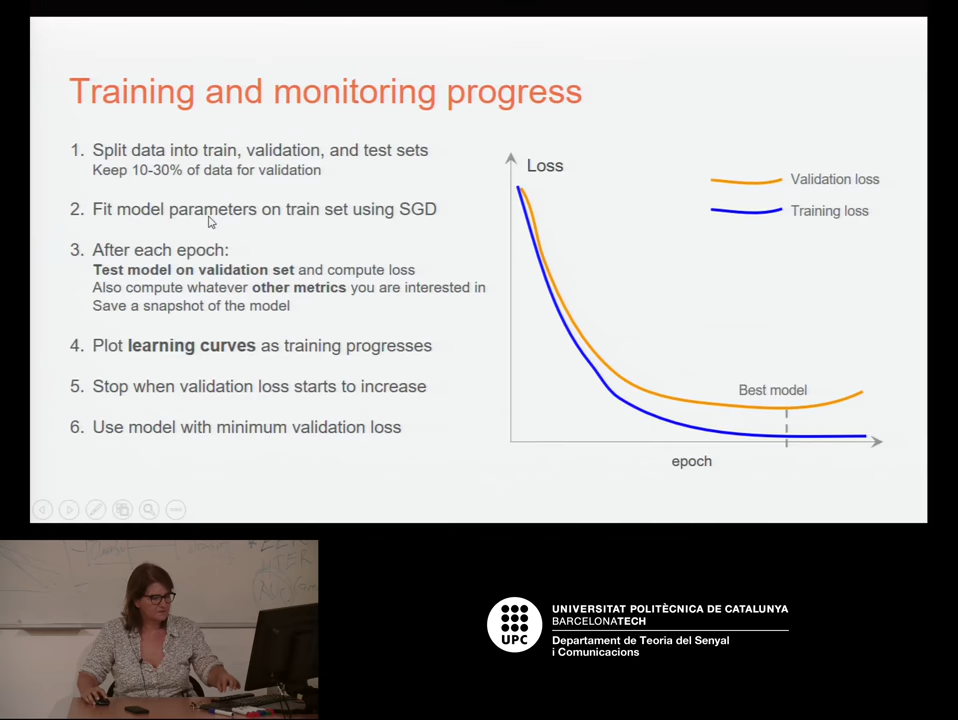 Training and monitoring progress
1. Split data into train, validation, and test sets
Keep 10-30% of data for validation
2. Fit model parameters on train set using SGD
3. After each epoch:
Test model on validation set and compute loss
Also compute whatever other metrics you are interested in
Save a snapshot of the model
4. Plot learning curves as training progresses
5. Stop when validation loss starts to increase
6. Use model with minimum validation loss
Loss
Validation loss
Training loss
Best model
epoch
UPC
UNIVERSITAT POLITÈCNICA DE CATALUNYA
BARCELONATECH
Departament de Teoria del Senyal
i Comunicacions